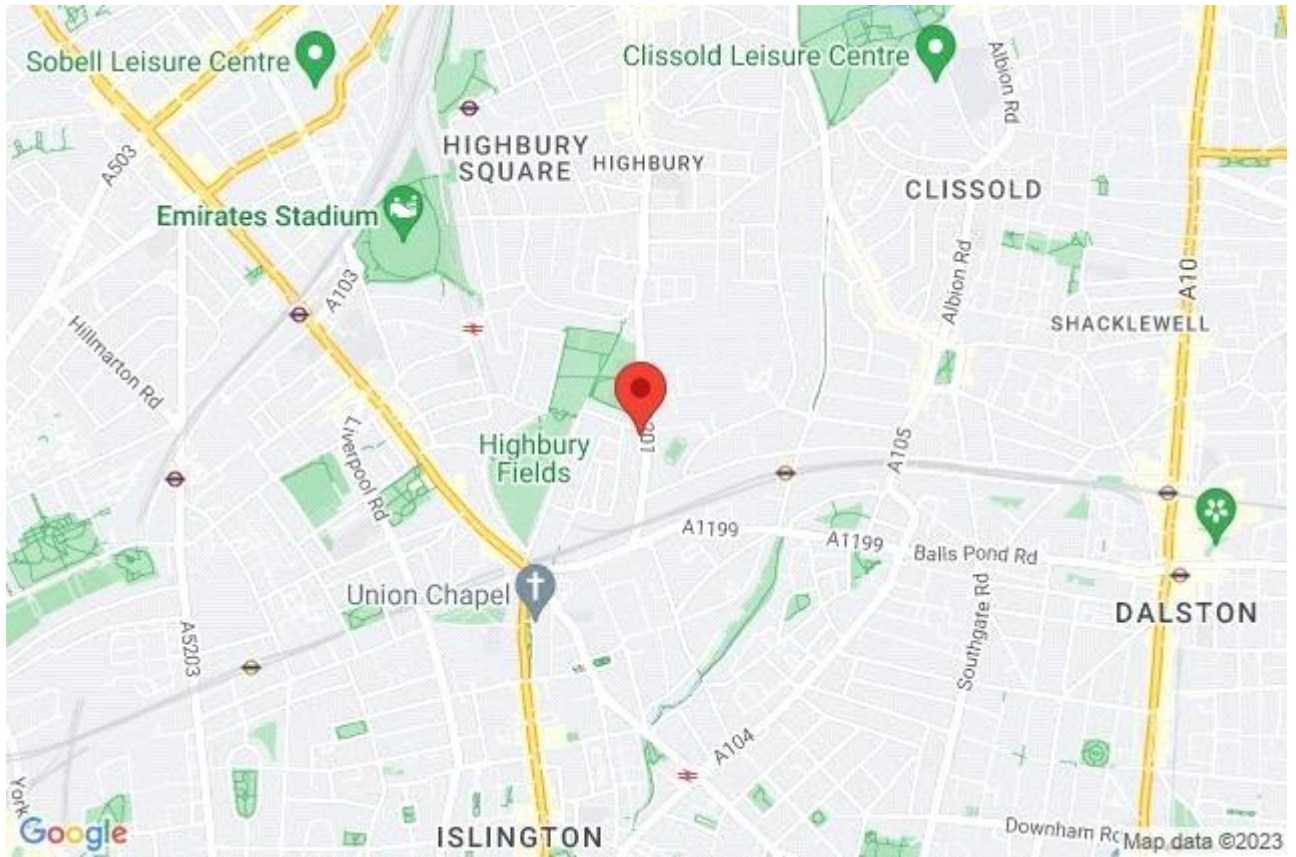 Sobell Leisure Centre
Clissold Leisure Centre
Albion Rd
A503
HIGHBURY
SQUARE
HIGHBURY
CLISSOLD
Emirates Stadium
A103
A10
Albion Rd
Hillmarton Rd
SHACKLEWELL
Liverpool Rd
Highbury
Fields
A105
A1199
A1199
Balls Pond Rd
Union Chapel
DALSTON
A5203
Southgate Rd
A104
York
Google
ISLINGTON
Downham Rd
Map data ©2023